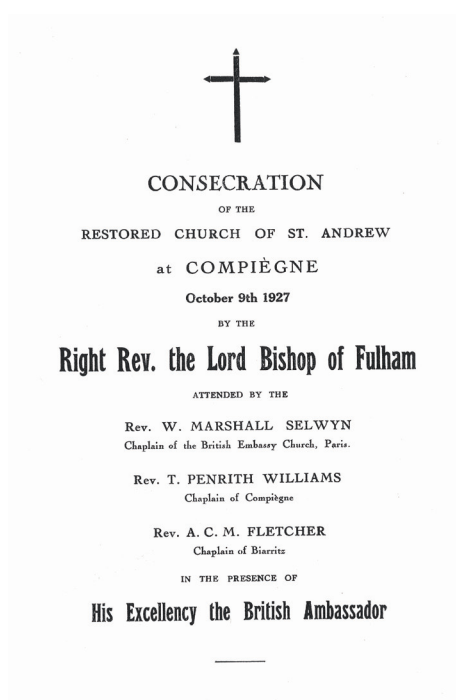 CONSECRATION
OF THE
RESTORED CHURCH OF ST. ANDREW
at COMPIÈGNE
October 9th 1927
BY THE
Right Rev. the Lord Bishop of Fulham
ATTENDED BY THE
Rev. W. MARSHALL SELWYN
Chaplain of the British Embassy Church, Paris.
Rev. T. PENRITH WILLIAMS
Chaplain of Compiègne
Rev. A. C. M. FLETCHER
Chaplain of Biarritz
IN THE PRESENCE OF
His Excellency the British Ambassador